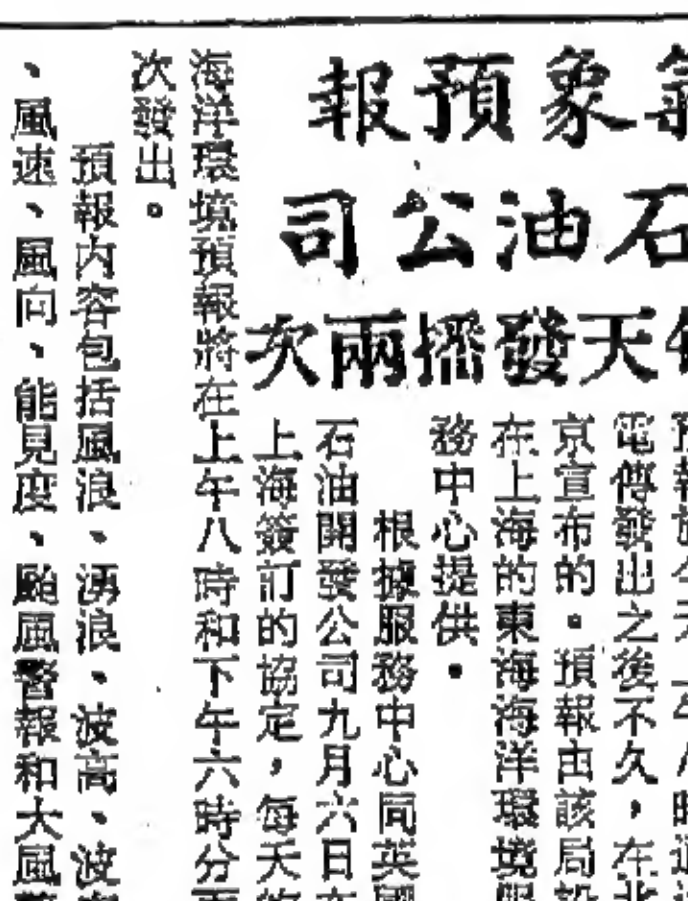 象預報
石油公司
天發播兩次
電傳發出之後不久，在北
京宣布的。預報由該局設
在上海的東海海洋環境服
務中心提供。
根據服務中心同英國
石油開發公司九月六日在
上海簽訂的協定，每天的
海洋環境預報將在上午八時和下午六時分兩
次發出。
預報內容包括風浪、湧浪、波高、波
、風速、風向、能見度、颱風警報和大風警